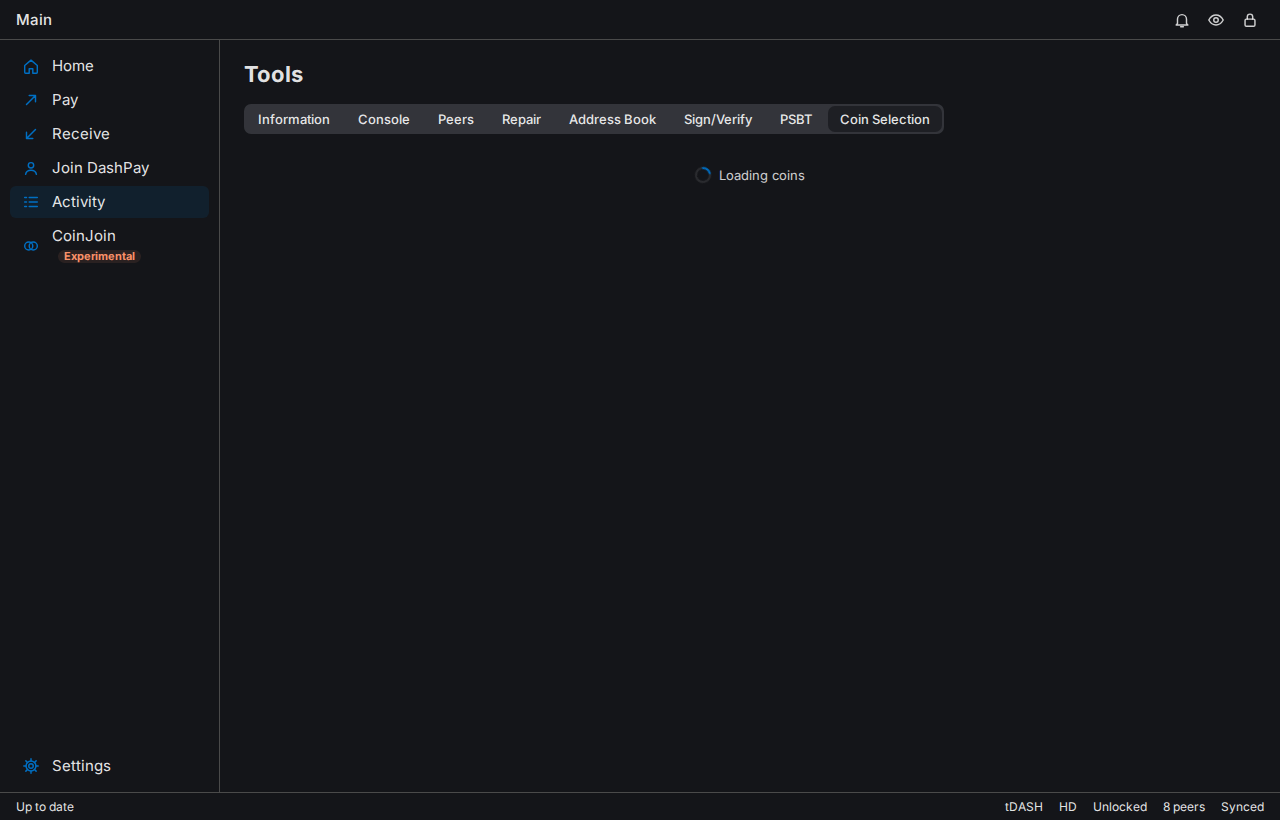 Main
Home
Pay
Receive
Join DashPay
Activity
CoinJoin
Experimental
Settings
Tools
Information Console Peers Repair Address Book Sign/Verify PSBT Coin Selection
Loading coins
Up to date
tDASH HD Unlocked 8 peers Synced